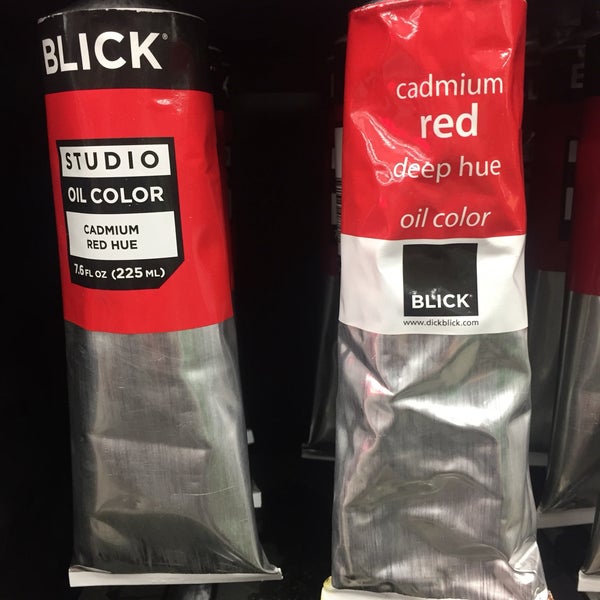 BLICK®
STUDIO
OIL COLOR
CADMIUM
RED HUE
7.6 FL OZ (225 ML)
cadmium
red
deep hue
oil color
BLICK
www.dickblick.com